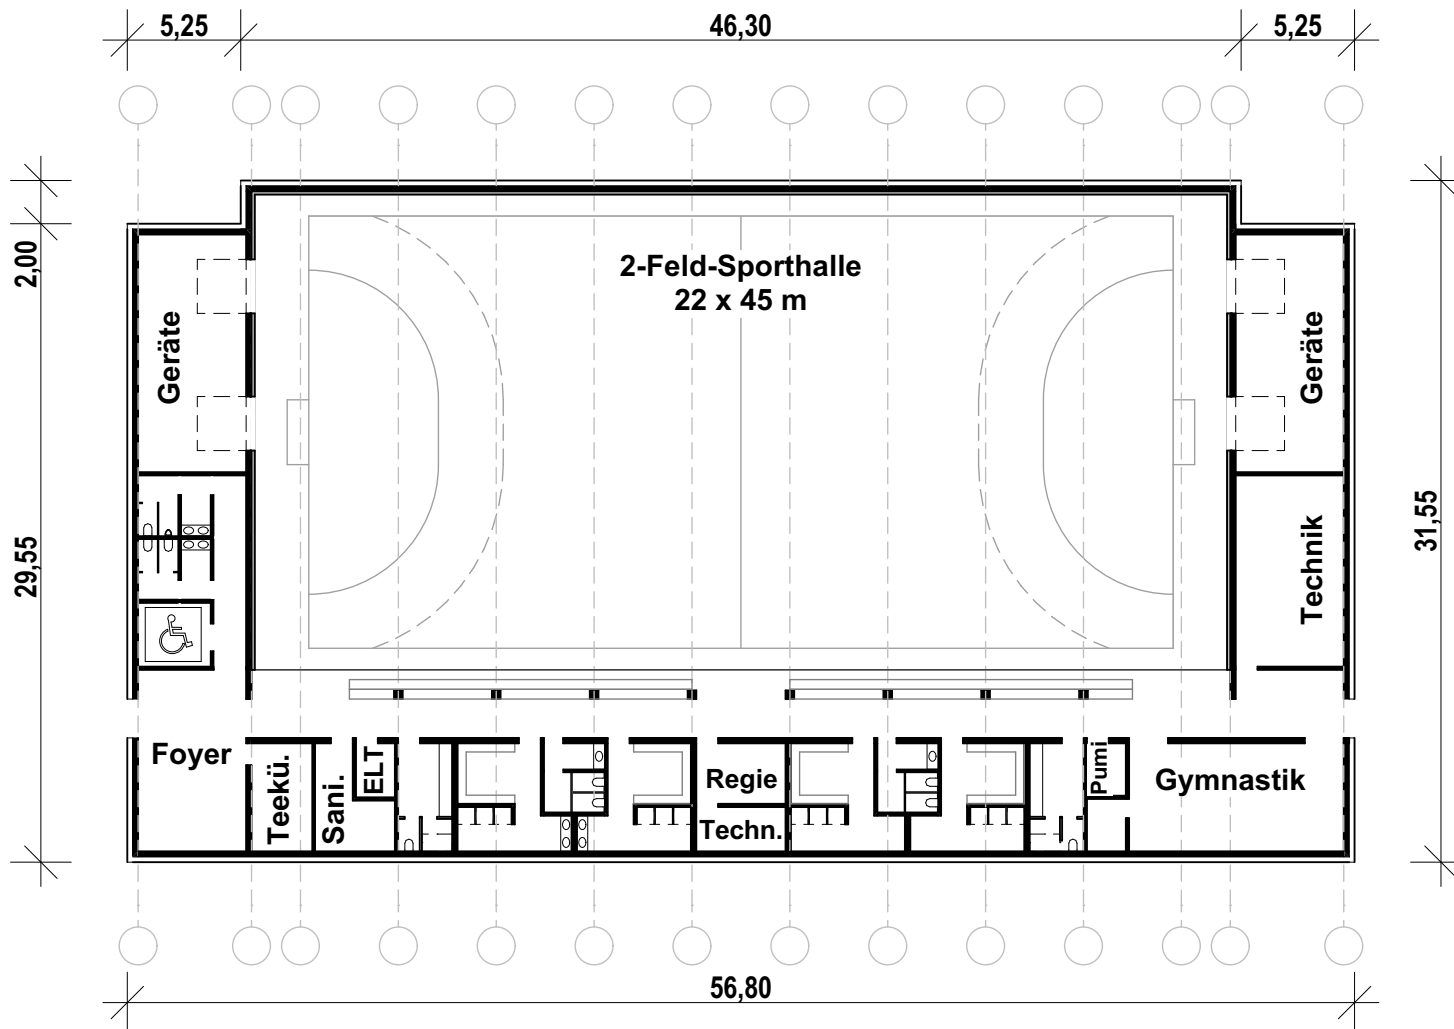 5,25
46,30
5,25
2,00
29,55
31,55
2-Feld-Sporthalle
22 x 45 m
Geräte
Geräte
Technik
Foyer
Teekü.
Sani.
ELT
Regie
Techn.
Pumi
Gymnastik
56,80